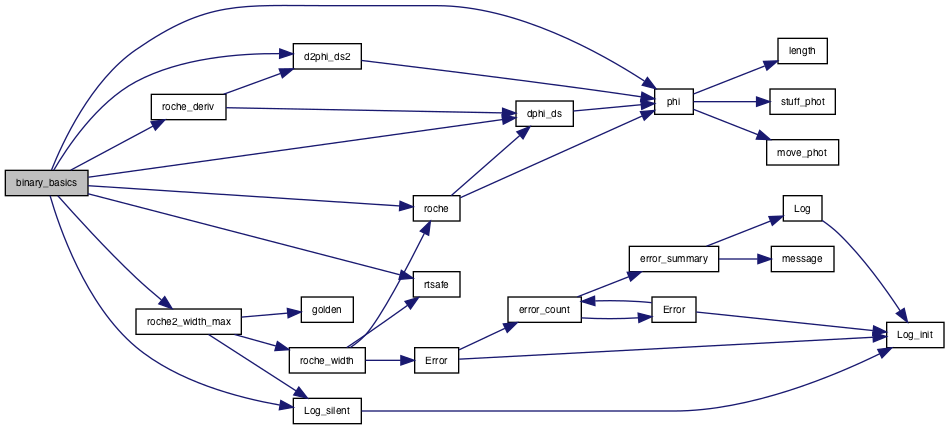 binary_basics
d2phi_ds2
roche_deriv
length
phi
stuff_phot
dphi_ds
move_phot
roche
Log
error_summary
message
rtsafe
roche2_width_max
golden
error_count
Error
Log_init
roche_width
Error
Log_silent